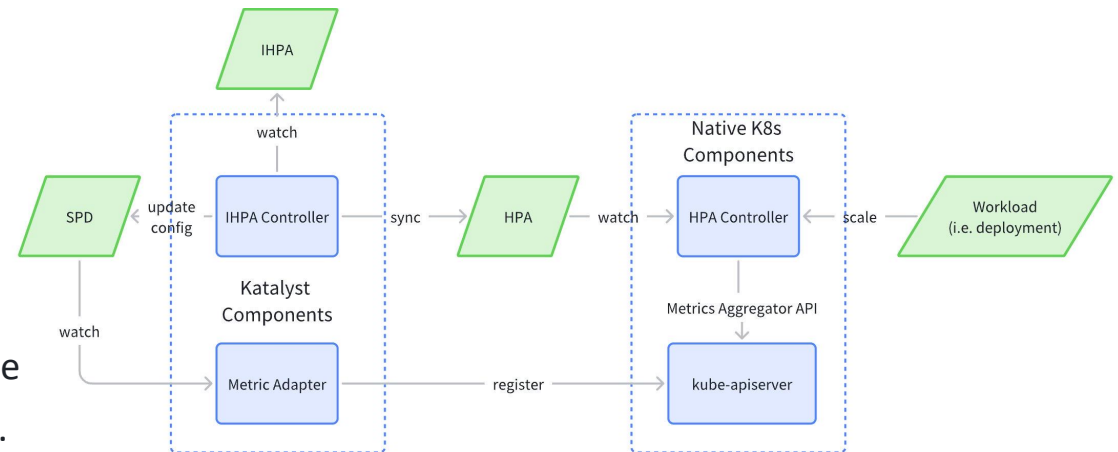 IHPA
watch
Native K8s
Components
SPD
update
config
IHPA Controller
sync
HPA
watch
HPA Controller
scale
Workload
(i.e. deployment)
Katalyst
Components
Metrics Aggregator API
watch
e
Metric Adapter
register
kube-apiserver
.